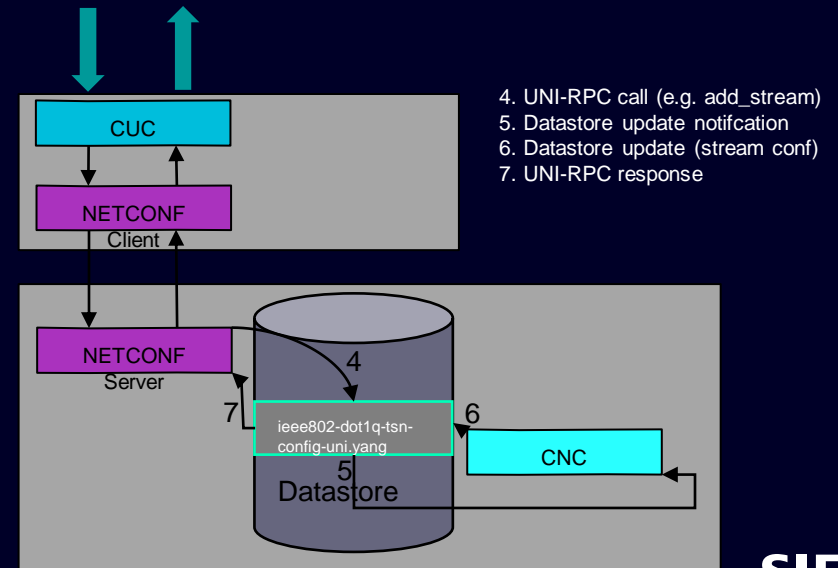 4. UNI-RPC call (e.g. add_stream)
5. Datastore update notifcation
6. Datastore update (stream conf)
7. UNI-RPC response
CUC
NETCONF
Client
NETCONF
Server
4
7
6
ieee802-dot1q-tsn-
config-uni.yang
CNC
5
Datastore